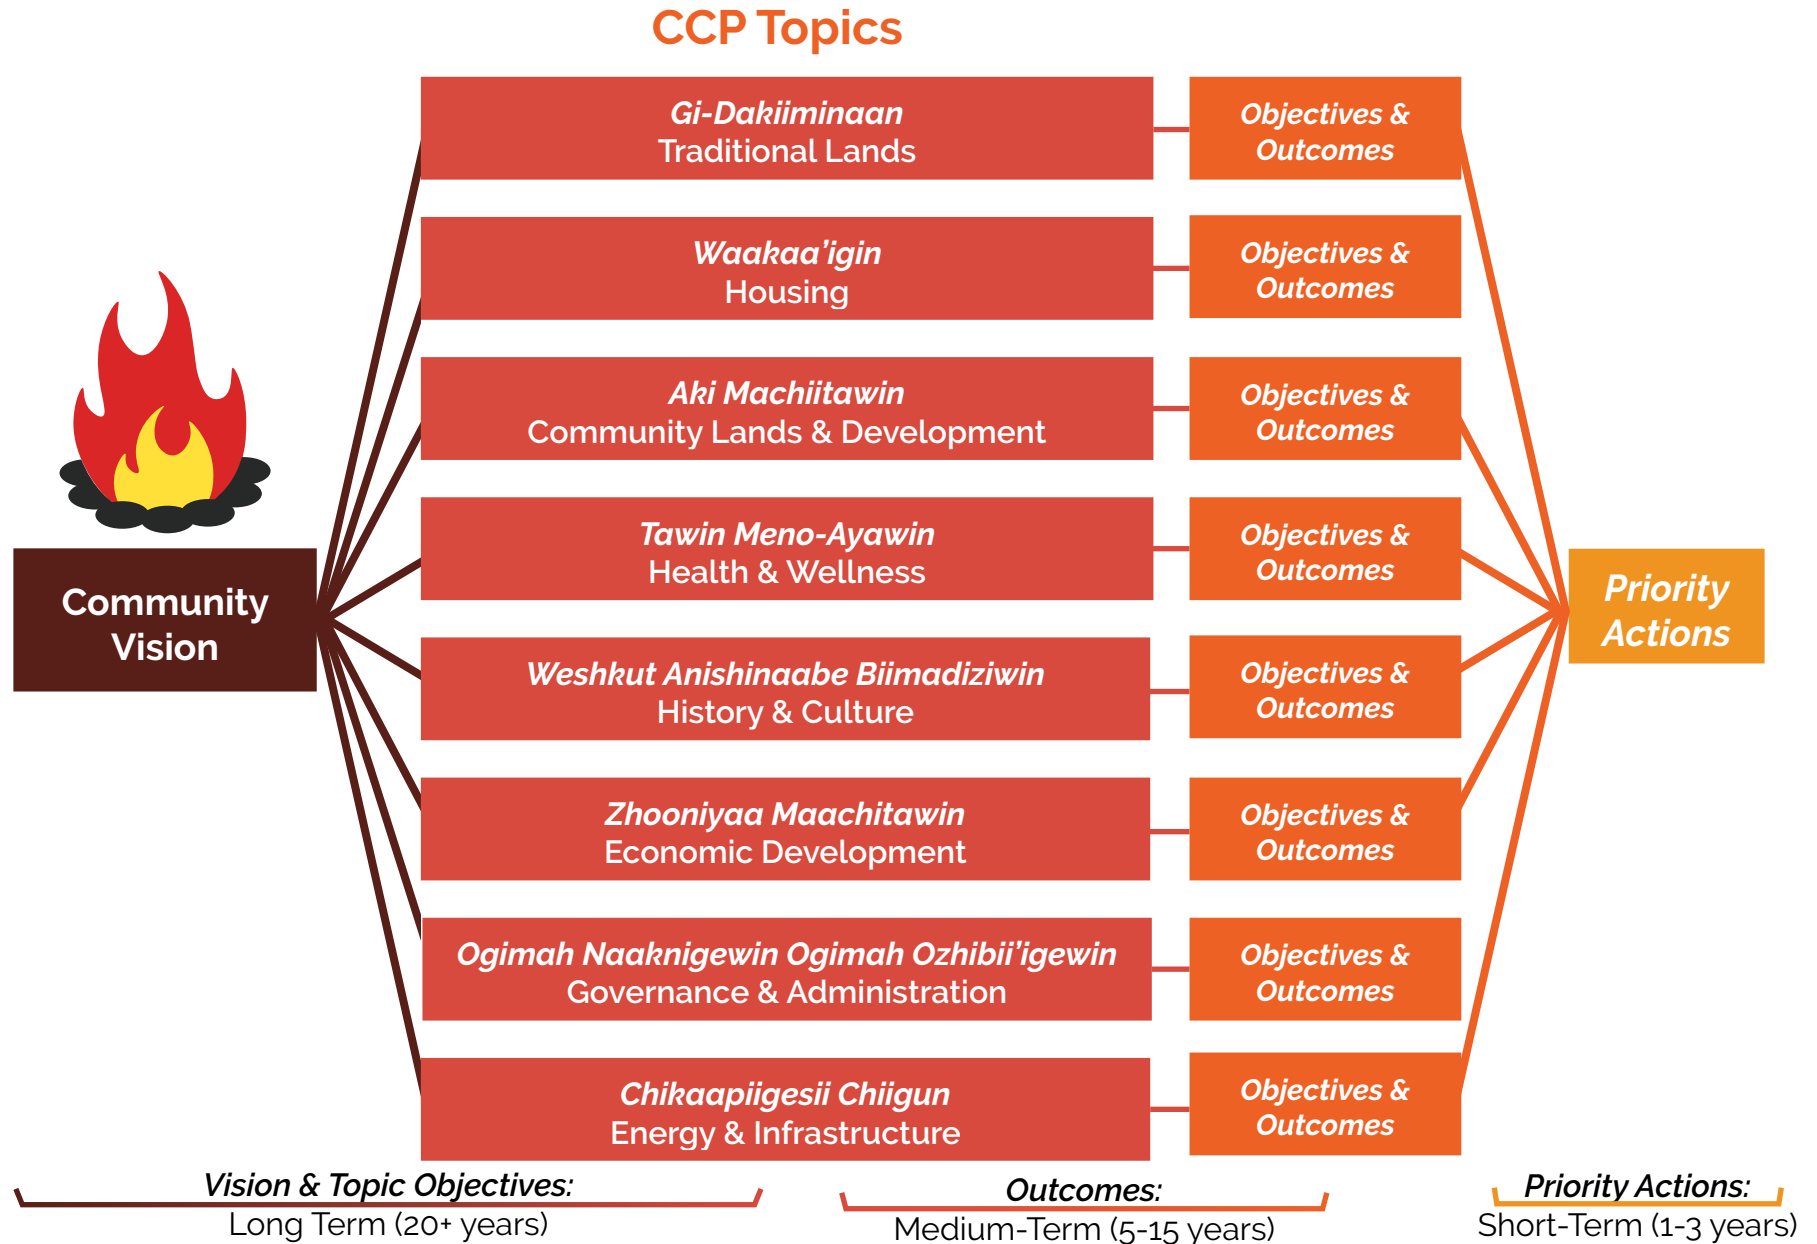 CCP Topics
Gi-Dakiiminaan
Traditional Lands
Objectives &
Outcomes
Waakaa'igin
Housing
Objectives &
Outcomes
Aki Machiitawin
Community Lands & Development
Objectives &
Outcomes
Tawin Meno-Ayawin
Health & Wellness
Objectives &
Outcomes
Community
Vision
Priority
Actions
Weshkut Anishinaabe Biimadiziwin
History & Culture
Objectives &
Outcomes
Zhooniyaa Maachitawin
Economic Development
Objectives &
Outcomes
Ogimah Naaknigewin Ogimah Ozhibii'igewin
Governance & Administration
Objectives &
Outcomes
Chikaapiigesii Chiigun
Energy & Infrastructure
Objectives &
Outcomes
Vision & Topic Objectives:
Long Term (20+ years)
Outcomes:
Medium-Term (5-15 years)
Priority Actions:
Short-Term (1-3 years)